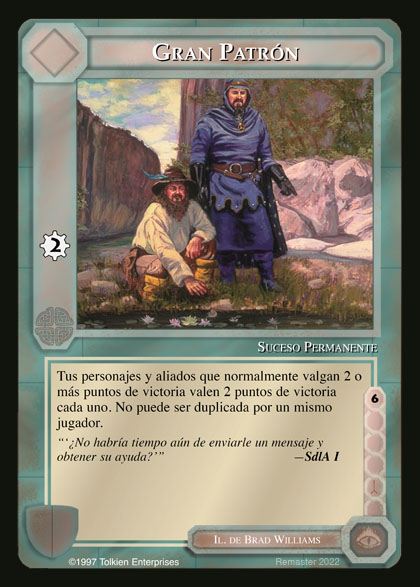 GRAN PATRÓN
2
SUCESO PERMANENTE
Tus personajes y aliados que normalmente valgan 2 o
más puntos de victoria valen 2 puntos de victoria
cada uno. No puede ser duplicada por un mismo
jugador.
6
“‘¿No habría tiempo aún de enviarle un mensaje y
obtener su ayuda?’” —SdlA I
IL. DE BRAD WILLIAMS
©1997 Tolkien Enterprises Remaster 2022